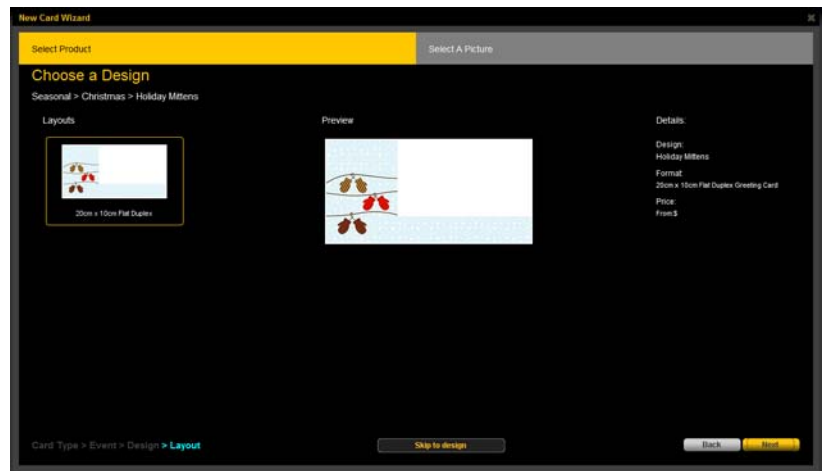 New Card Wizard
Select Product
Select A Picture
Choose a Design
Seasonal > Christmas > Holiday Mittens
Layouts
Preview
Details:
20cm x 10cm Flat Duplex
Design:
Holiday Mittens
Format:
20cm x 10cm Flat Duplex Greeting Card
Price:
From $
Card Type > Event > Design > Layout
Skip to design
Back
Next